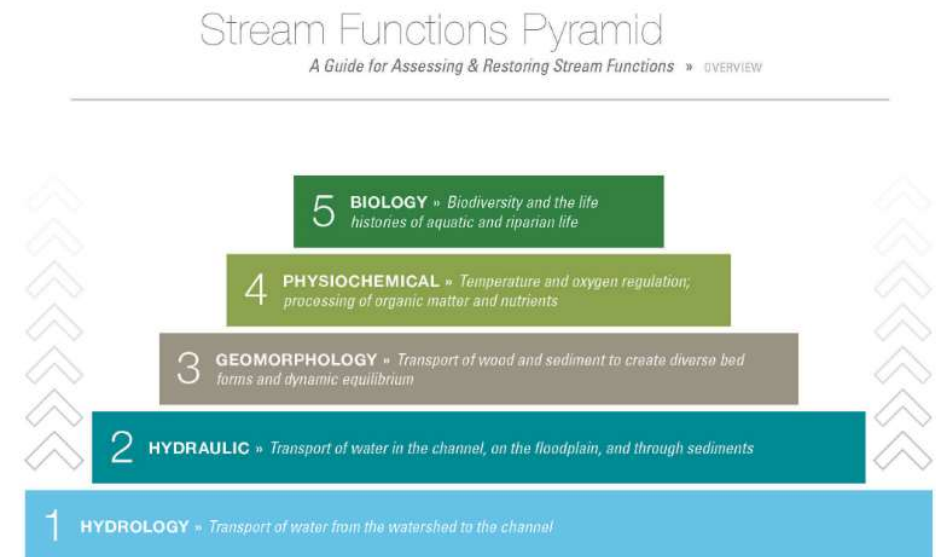 Stream Functions Pyramid
A Guide for Assessing & Restoring Stream Functions » OVERVIEW
5 BIOLOGY » Biodiversity and the life
histories of aquatic and riparian life
4 PHYSIOCHEMICAL » Temperature and oxygen regulation;
processing of organic matter and nutrients
3 GEOMORPHOLOGY » Transport of wood and sediment to create diverse bed
forms and dynamic equilibrium
2 HYDRAULIC » Transport of water in the channel, on the floodplain, and through sediments
1 HYDROLOGY » Transport of water from the watershed to the channel